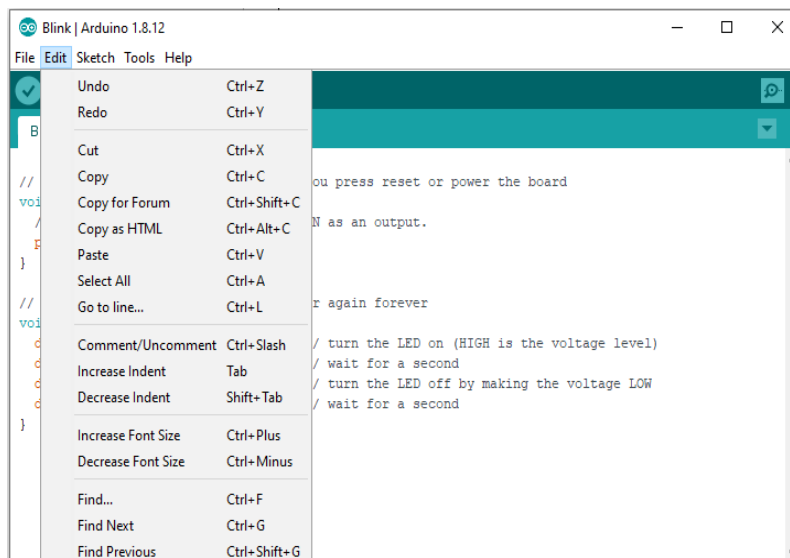 Blink | Arduino 1.8.12
File Edit Sketch Tools Help
B
Undo Ctrl+Z
Redo Ctrl+Y
Cut Ctrl+X
Copy Ctrl+C
Copy for Forum Ctrl+Shift+C
Copy as HTML Ctrl+Alt+C
Paste Ctrl+V
Select All Ctrl+A
Go to line... Ctrl+L
Comment/Uncomment Ctrl+Slash
Increase Indent Tab
Decrease Indent Shift+Tab
Increase Font Size Ctrl+Plus
Decrease Font Size Ctrl+Minus
Find... Ctrl+F
Find Next Ctrl+G
Find Previous Ctrl+Shift+G
// ou press reset or power the board
voi
/ N as an output.
p
}
// r again forever
voi
d / turn the LED on (HIGH is the voltage level)
d / wait for a second
d / turn the LED off by making the voltage LOW
d / wait for a second
}